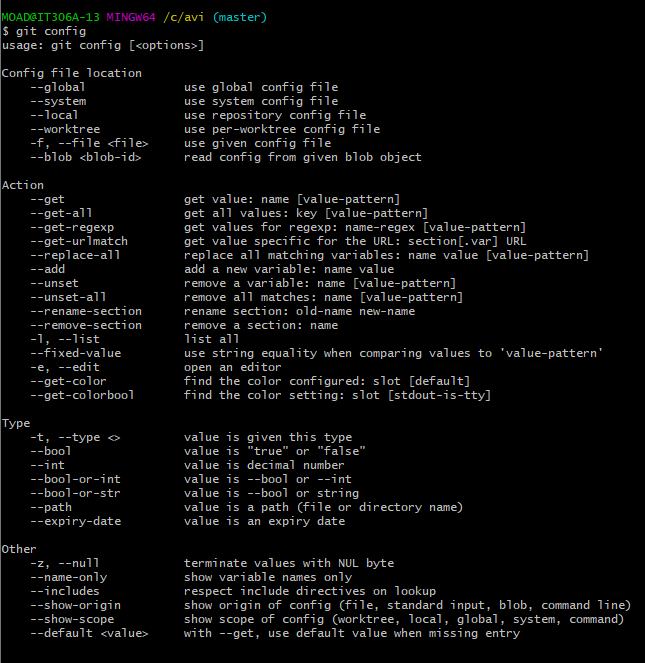 MOAD@IT306A-13 MINGW64 /c/avi (master)
$ git config
usage: git config [<options>]

Config file location
    --global              use global config file
    --system              use system config file
    --local               use repository config file
    --worktree            use per-worktree config file
    -f, --file <file>     use given config file
    --blob <blob-id>      read config from given blob object

Action
    --get                 get value: name [value-pattern]
    --get-all             get all values: key [value-pattern]
    --get-regexp          get values for regexp: name-regex [value-pattern]
    --get-urlmatch        get value specific for the URL: section[.var] URL
    --replace-all         replace all matching variables: name value [value-pattern]
    --add                 add a new variable: name value
    --unset               remove a variable: name [value-pattern]
    --unset-all           remove all matches: name [value-pattern]
    --rename-section      rename section: old-name new-name
    --remove-section      remove a section: name
    -l, --list            list all
    --fixed-value         use string equality when comparing values to 'value-pattern'
    -e, --edit            open an editor
    --get-color           find the color configured: slot [default]
    --get-colorbool       find the color setting: slot [stdout-is-tty]

Type
    -t, --type <>         value is given this type
    --bool                value is "true" or "false"
    --int                 value is decimal number
    --bool-or-int         value is --bool or --int
    --bool-or-str         value is --bool or string
    --path                value is a path (file or directory name)
    --expiry-date         value is an expiry date

Other
    -z, --null            terminate values with NUL byte
    --name-only           show variable names only
    --includes            respect include directives on lookup
    --show-origin         show origin of config (file, standard input, blob, command line)
    --show-scope          show scope of config (worktree, local, global, system, command)
    --default <value>     with --get, use default value when missing entry